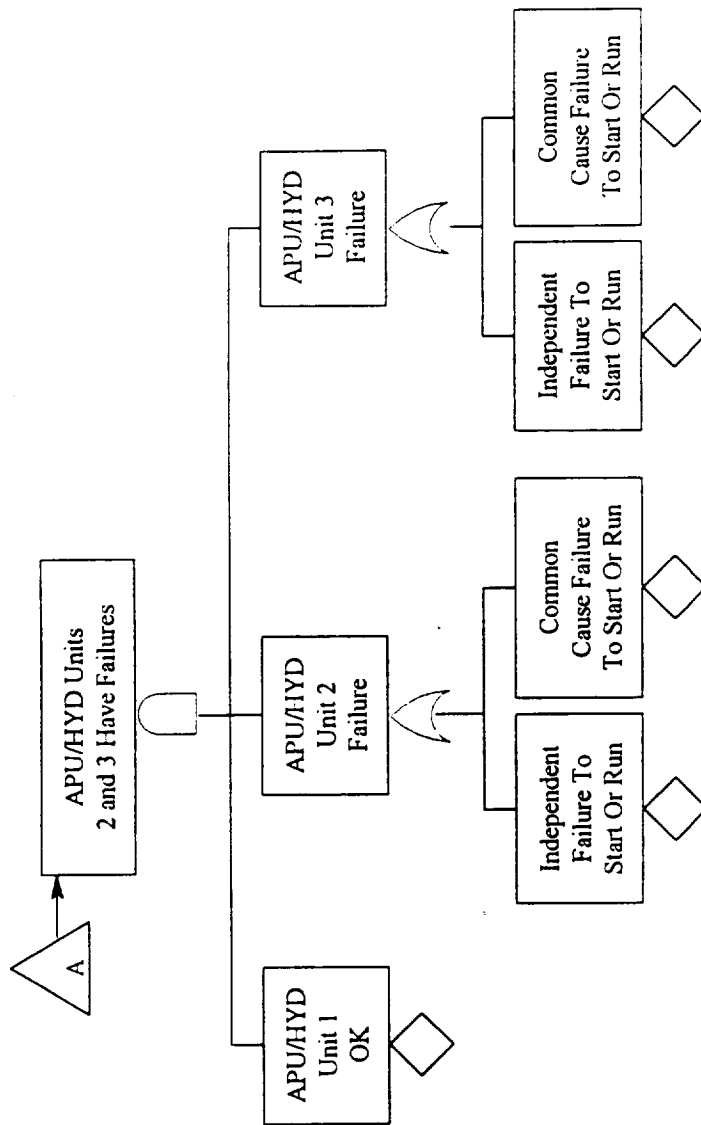 A
APU/HYD Units
2 and 3 Have Failures
APU/HYD
Unit 1
OK
APU/HYD
Unit 2
Failure
APU/HYD
Unit 3
Failure
Independent
Failure To
Start Or Run
Common
Cause Failure
To Start Or Run
Independent
Failure To
Start Or Run
Common
Cause Failure
To Start Or Run